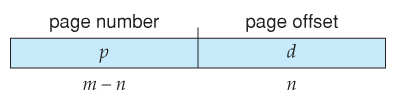 page number page offset
p d
m – n n